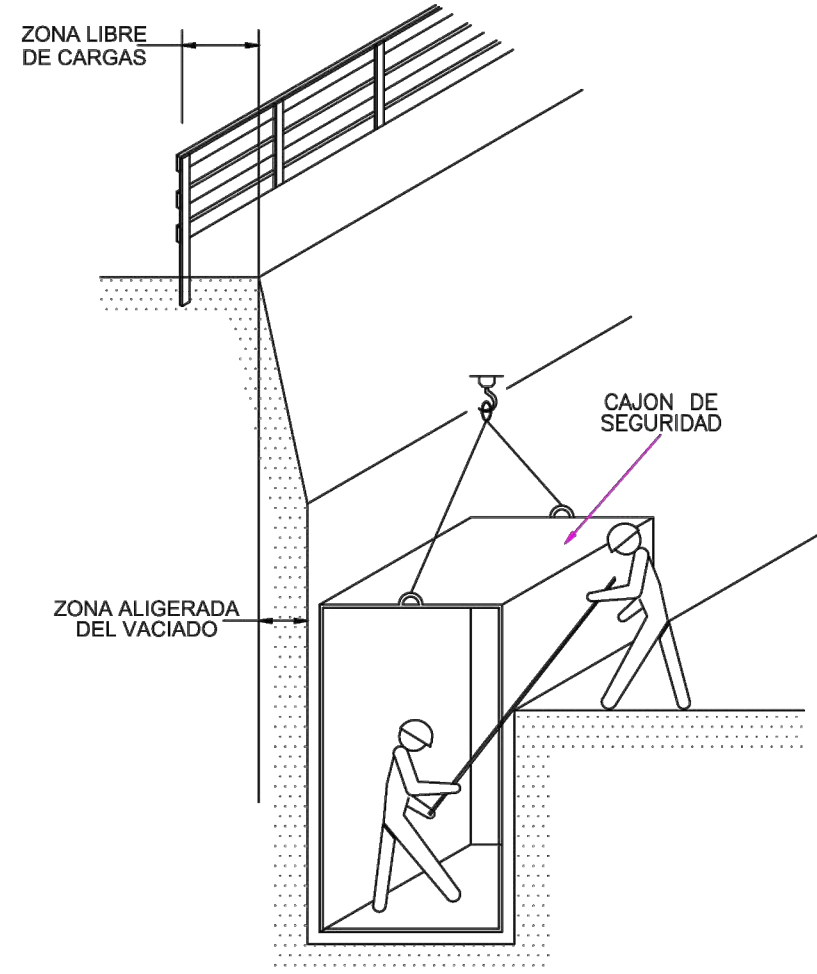 ZONA LIBRE
DE CARGAS
CAJON DE
SEGURIDAD
ZONA ALIGERADA
DEL VACIADO